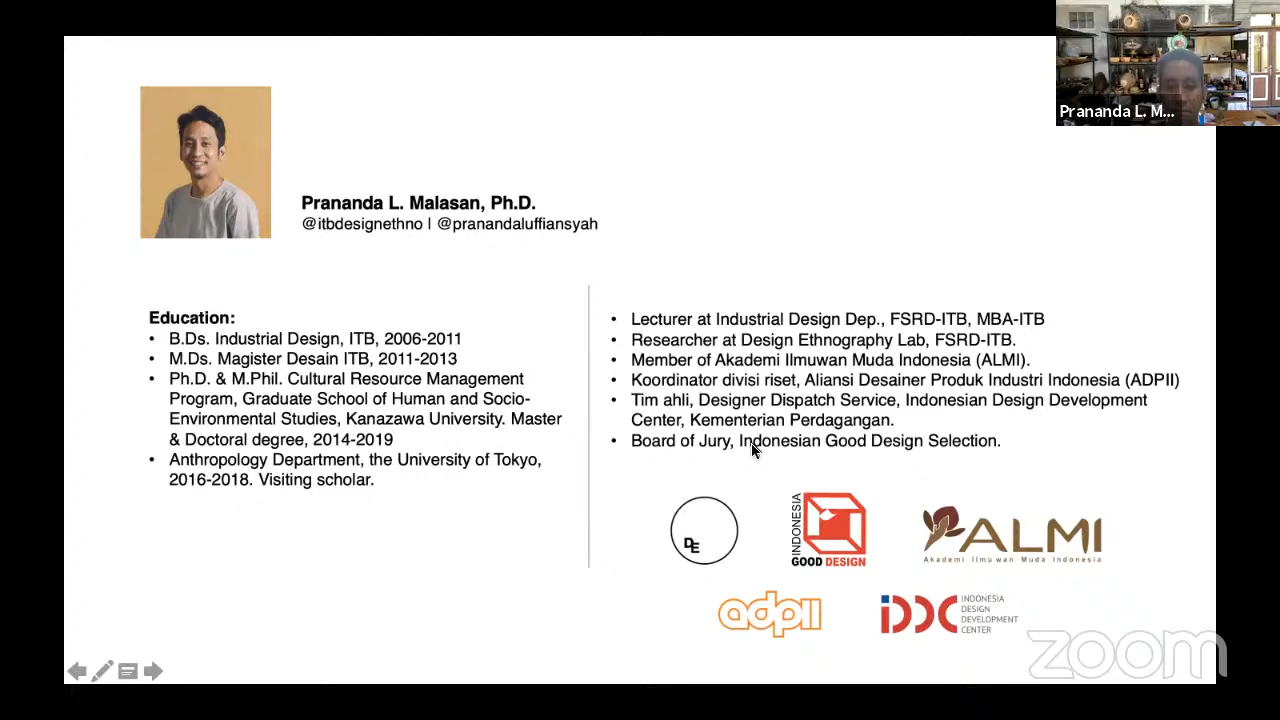 Prananda L. M...
Prananda L. Malasan, Ph.D.
@itbdesignethno | @pranandaluffiansyah
Education:
• B.Ds. Industrial Design, ITB, 2006-2011
• M.Ds. Magister Desain ITB, 2011-2013
• Ph.D. & M.Phil. Cultural Resource Management
Program, Graduate School of Human and Socio-
Environmental Studies, Kanazawa University. Master
& Doctoral degree, 2014-2019
• Anthropology Department, the University of Tokyo,
2016-2018. Visiting scholar.
• Lecturer at Industrial Design Dep., FSRD-ITB, MBA-ITB
• Researcher at Design Ethnography Lab, FSRD-ITB.
• Member of Akademi Ilmuwan Muda Indonesia (ALMI).
• Koordinator divisi riset, Aliansi Desainer Produk Industri Indonesia (ADPII)
• Tim ahli, Designer Dispatch Service, Indonesian Design Development
Center, Kementerian Perdagangan.
• Board of Jury, Indonesian Good Design Selection.
DE
INDONESIA
GOOD DESIGN
ALMI
Akademi Ilmuwan Muda Indonesia
adpii
iDDC
INDONESIA
DESIGN
DEVELOPMENT
CENTER
zoom